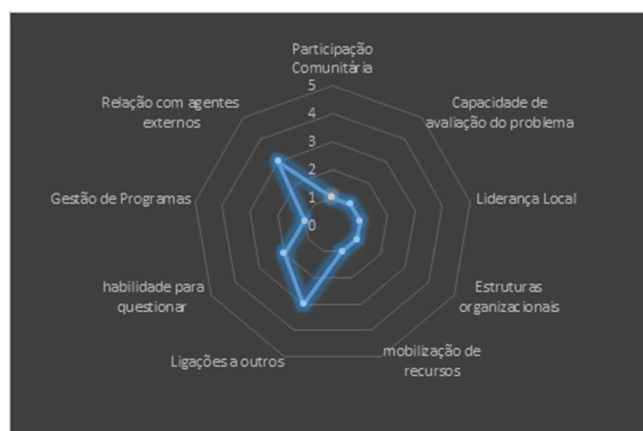 Participação
Comunitária
5
4
3
2
1
0
Capacidade de
avaliação do problema
Liderança Local
Estruturas
organizacionais
mobilização de
recursos
Ligações a outros
habilidade para
questionar
Gestão de Programas
Relação com agentes
externos